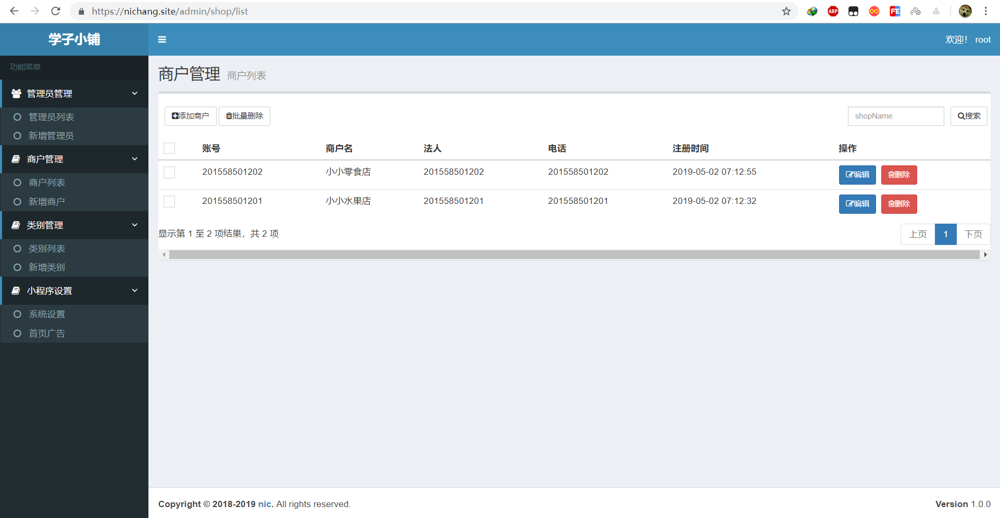 https://nichang.site/admin/shop/list
ABP
FE
学子小铺
欢迎! root
功能菜单
管理员管理
管理员列表
新增管理员
商户管理
商户列表
新增商户
类别管理
类别列表
新增类别
小程序设置
系统设置
首页广告
商户管理 商户列表
添加商户 批量删除 shopName 搜索
账号 商户名 法人 电话 注册时间 操作
201558501202 小小零食店 201558501202 201558501202 2019-05-02 07:12:55 编辑 删除
201558501201 小小水果店 201558501201 201558501201 2019-05-02 07:12:32 编辑 删除
显示第 1 至 2 项结果，共 2 项 上页 1 下页
Copyright © 2018-2019 nic. All rights reserved. Version 1.0.0